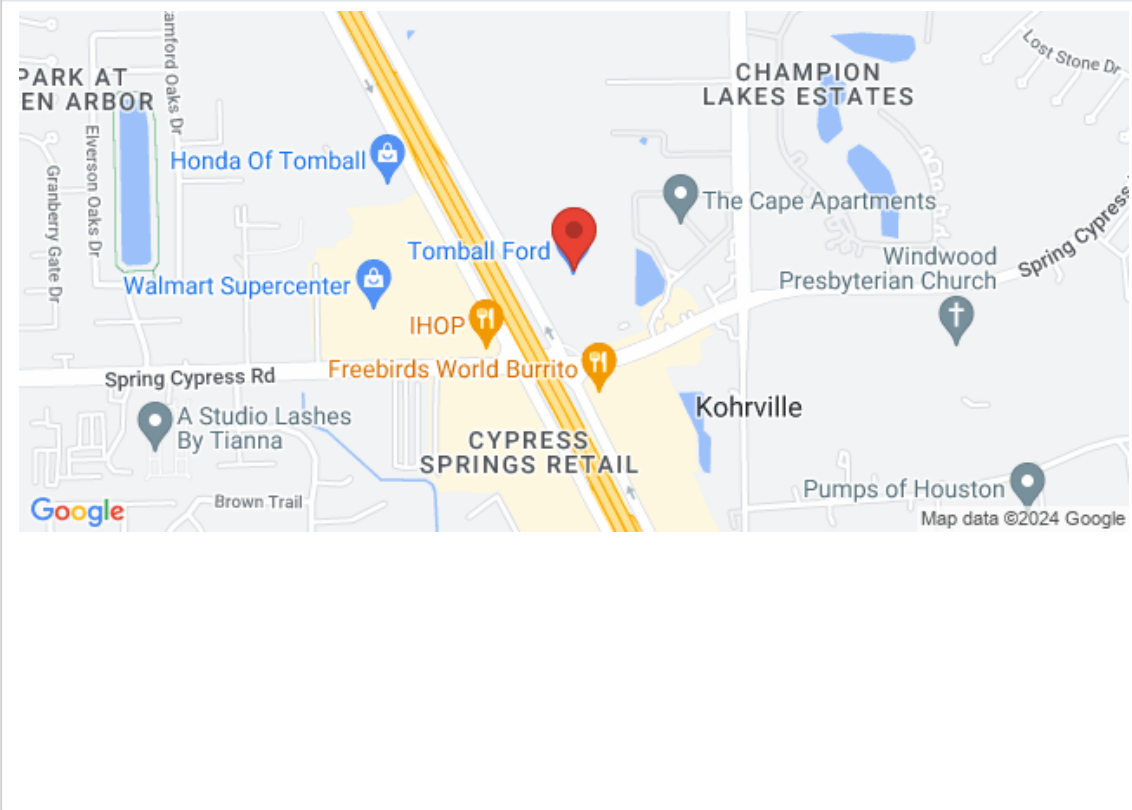 PARK AT
EN ARBOR
amford Oaks Dr
Elverson Oaks Dr
Granberry Gate Dr
Honda Of Tomball
CHAMPION
LAKES ESTATES
Lost Stone Dr
The Cape Apartments
Tomball Ford
Walmart Supercenter
Windwood
Presbyterian Church
Spring Cypress
IHOP
Freebirds World Burrito
Spring Cypress Rd
A Studio Lashes
By Tianna
Kohrville
CYPRESS
SPRINGS RETAIL
Pumps of Houston
Brown Trail
Google
Map data ©2024 Google